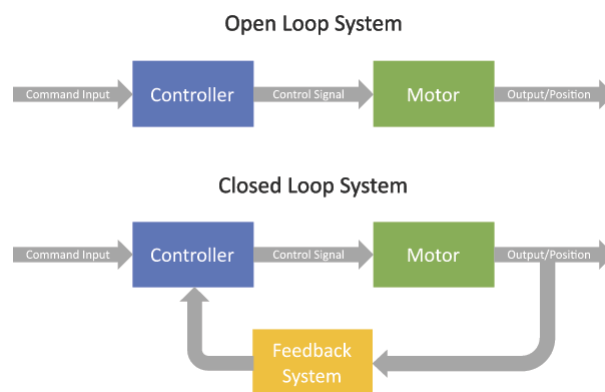 Open Loop System
Command Input
Controller
Control Signal
Motor
Output/Position
Closed Loop System
Command Input
Controller
Control Signal
Motor
Output/Position
Feedback
System